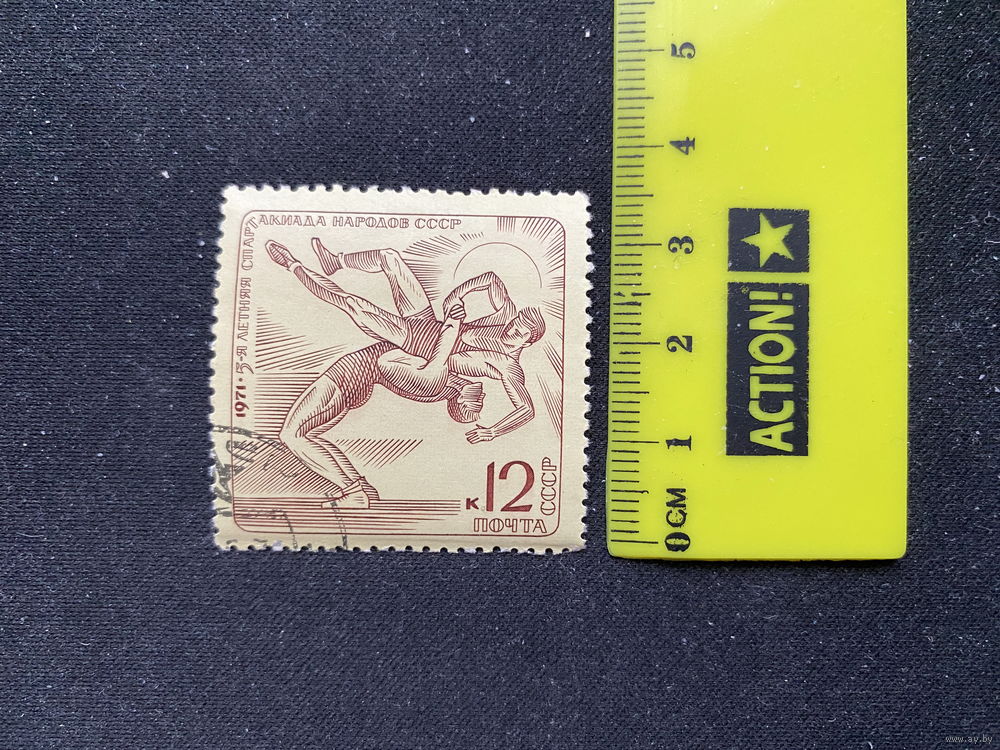 1971 · 5-Я ЛЕТНЯЯ СПАРТАКИАДА НАРОДОВ СССР
к 12
ПОЧТА
СССР
5
4
3
2
1
0 СМ
ACTION!
®
www.ay.by